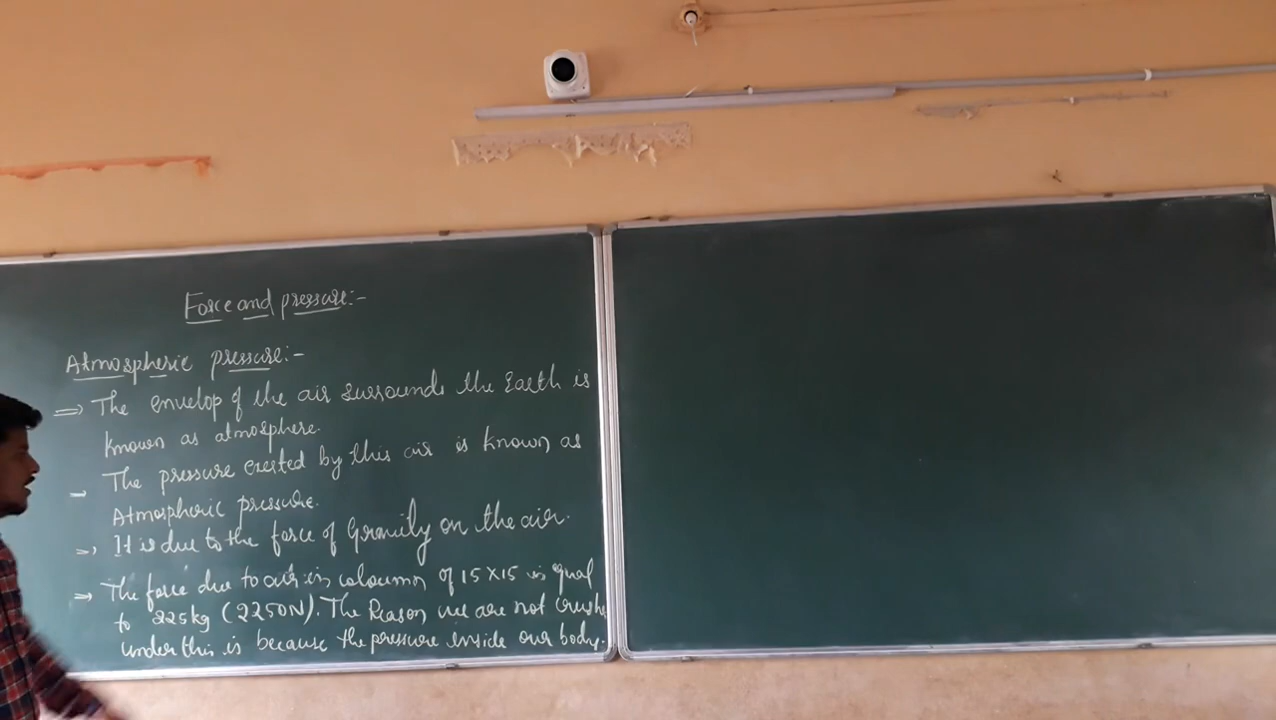 Force and pressure:-
Atmospheric pressure:-
=> The envelop of the air surrounds the Earth is
known as atmosphere.
- The pressure exerted by this air is known as
Atmospheric pressure.
=> It is due to the force of Gravity on the air.
=> The force due to air in coloumn of 15×15 is equal
to 225kg (2250N). The Reason we are not crush
under this is because the pressure inside our body.